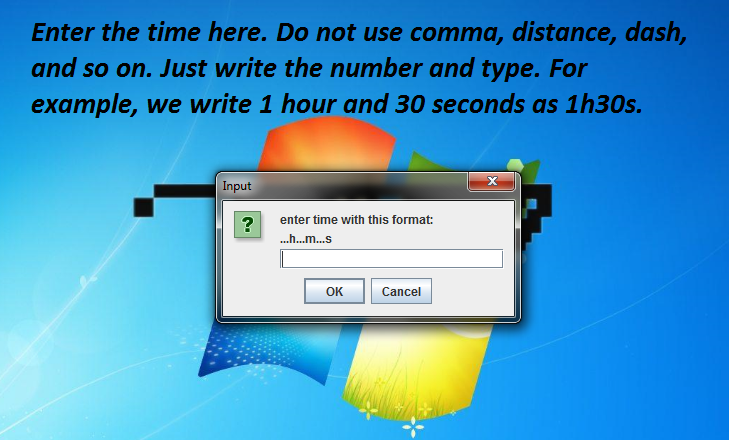 Enter the time here. Do not use comma, distance, dash,
and so on. Just write the number and type. For
example, we write 1 hour and 30 seconds as 1h30s.
Input
enter time with this format:
...h...m...s
OK
Cancel